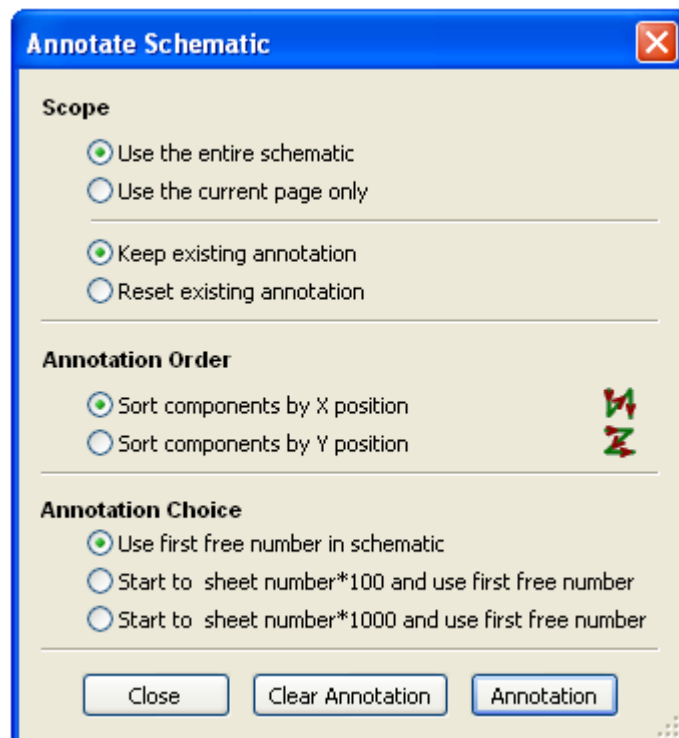 Annotate Schematic
Scope
Use the entire schematic
Use the current page only
Keep existing annotation
Reset existing annotation
Annotation Order
Sort components by X position
Sort components by Y position
Annotation Choice
Use first free number in schematic
Start to  sheet number*100 and use first free number
Start to  sheet number*1000 and use first free number
Close Clear Annotation Annotation